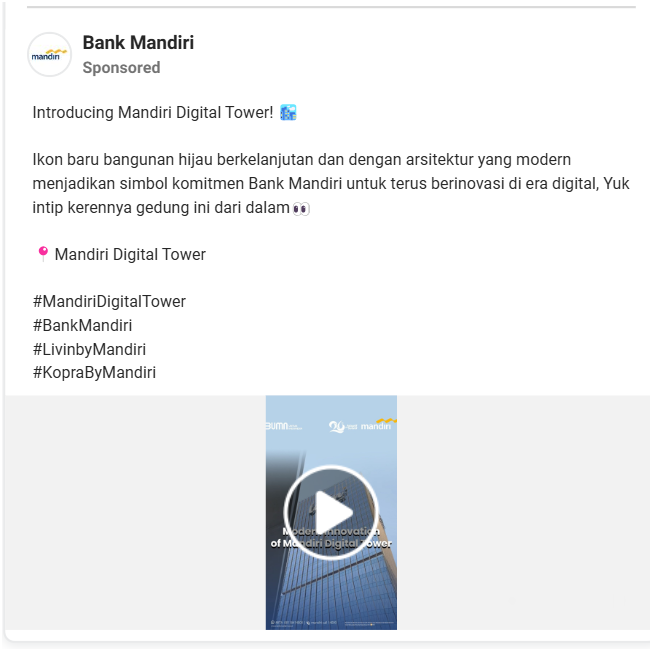 mandiri
Bank Mandiri
Sponsored
Introducing Mandiri Digital Tower!
Ikon baru bangunan hijau berkelanjutan dan dengan arsitektur yang modern
menjadikan simbol komitmen Bank Mandiri untuk terus berinovasi di era digital, Yuk
intip kerennya gedung ini dari dalam👀
📍 Mandiri Digital Tower
#MandiriDigitalTower
#BankMandiri
#LivinbyMandiri
#KopraByMandiri
BUMN
mandiri
Modern Innovation
of Mandiri Digital Tower